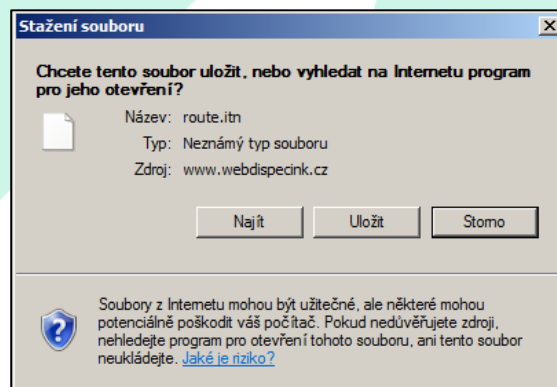 Stažení souboru
Chcete tento soubor uložit, nebo vyhledat na Internetu program
pro jeho otevření?
Název: route.itn
Typ: Neznámý typ souboru
Zdroj: www.webdispecink.cz
Najít Uložit Storno
Soubory z Internetu mohou být užitečné, ale některé mohou
potenciálně poškodit váš počítač. Pokud nedůvěřujete zdroji,
nehledejte program pro otevření tohoto souboru, ani tento soubor
neukládejte. Jaké je riziko?